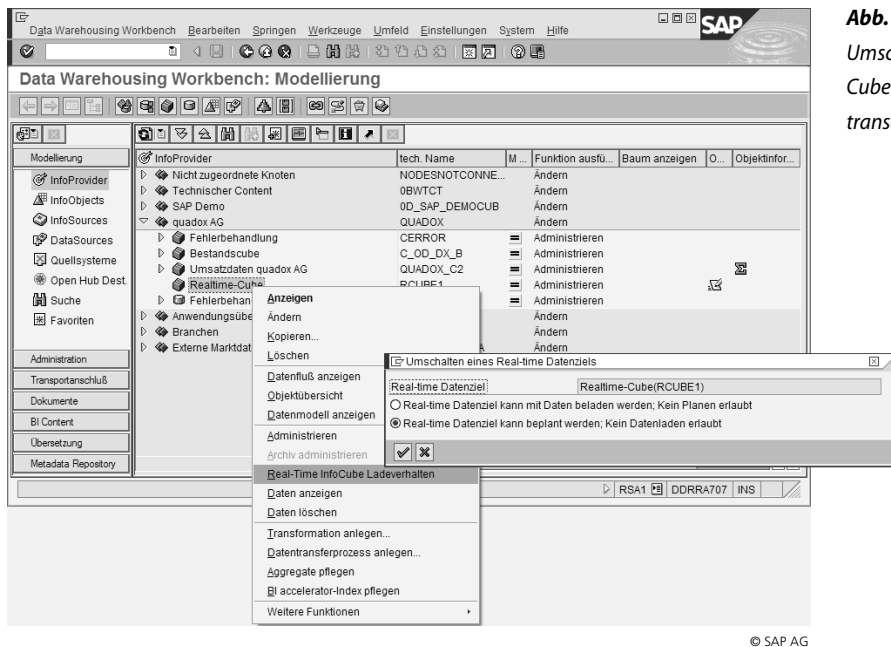 Data Warehousing Workbench Bearbeiten Springen Werkzeuge Umfeld Einstellungen System Hilfe
SAP
Data Warehousing Workbench: Modellierung
Modellierung
InfoProvider
InfoObjects
InfoSources
DataSources
Quellsysteme
Open Hub Dest.
Suche
Favoriten
Administration
Transportanschluß
Dokumente
BI Content
Übersetzung
Metadata Repository
InfoProvider tech. Name M... Funktion ausfü... Baum anzeigen O... Objektinfor...
Nicht zugeordnete Knoten NODESNOTCONNE... Ändern
Technischer Content 0BWTCT Ändern
SAP Demo 0D_SAP_DEMOCUB Ändern
quadox AG QUADOX Ändern
Fehlerbehandlung CERROR Administrieren
Bestandscube C_OD_DX_B Administrieren
Umsatzdaten quadox AG QUADOX_C2 Administrieren
Realtime-Cube RCUBE1 Administrieren
Fehlerbehan Administrieren
Anwendungsübe Ändern
Branchen Ändern
Externe Marktdat A Ändern
Anzeigen
Ändern
Kopieren...
Löschen
Datenfluß anzeigen
Objektübersicht
Datenmodell anzeigen
Administrieren
Archiv administrieren
Real-Time InfoCube Ladeverhalten
Daten anzeigen
Daten löschen
Transformation anlegen...
Datentransferprozess anlegen...
Aggregate pflegen
BI accelerator-Index pflegen
Weitere Funktionen
Umschalten eines Real-time Datenziels
Real-time Datenziel Realtime-Cube(RCUBE1)
Real-time Datenziel kann mit Daten beladen werden; Kein Planen erlaubt
Real-time Datenziel kann beplant werden; Kein Datenladen erlaubt
RSA1 DDRRA707 INS
© SAP AG
Abb.
Umsc
Cube
trans